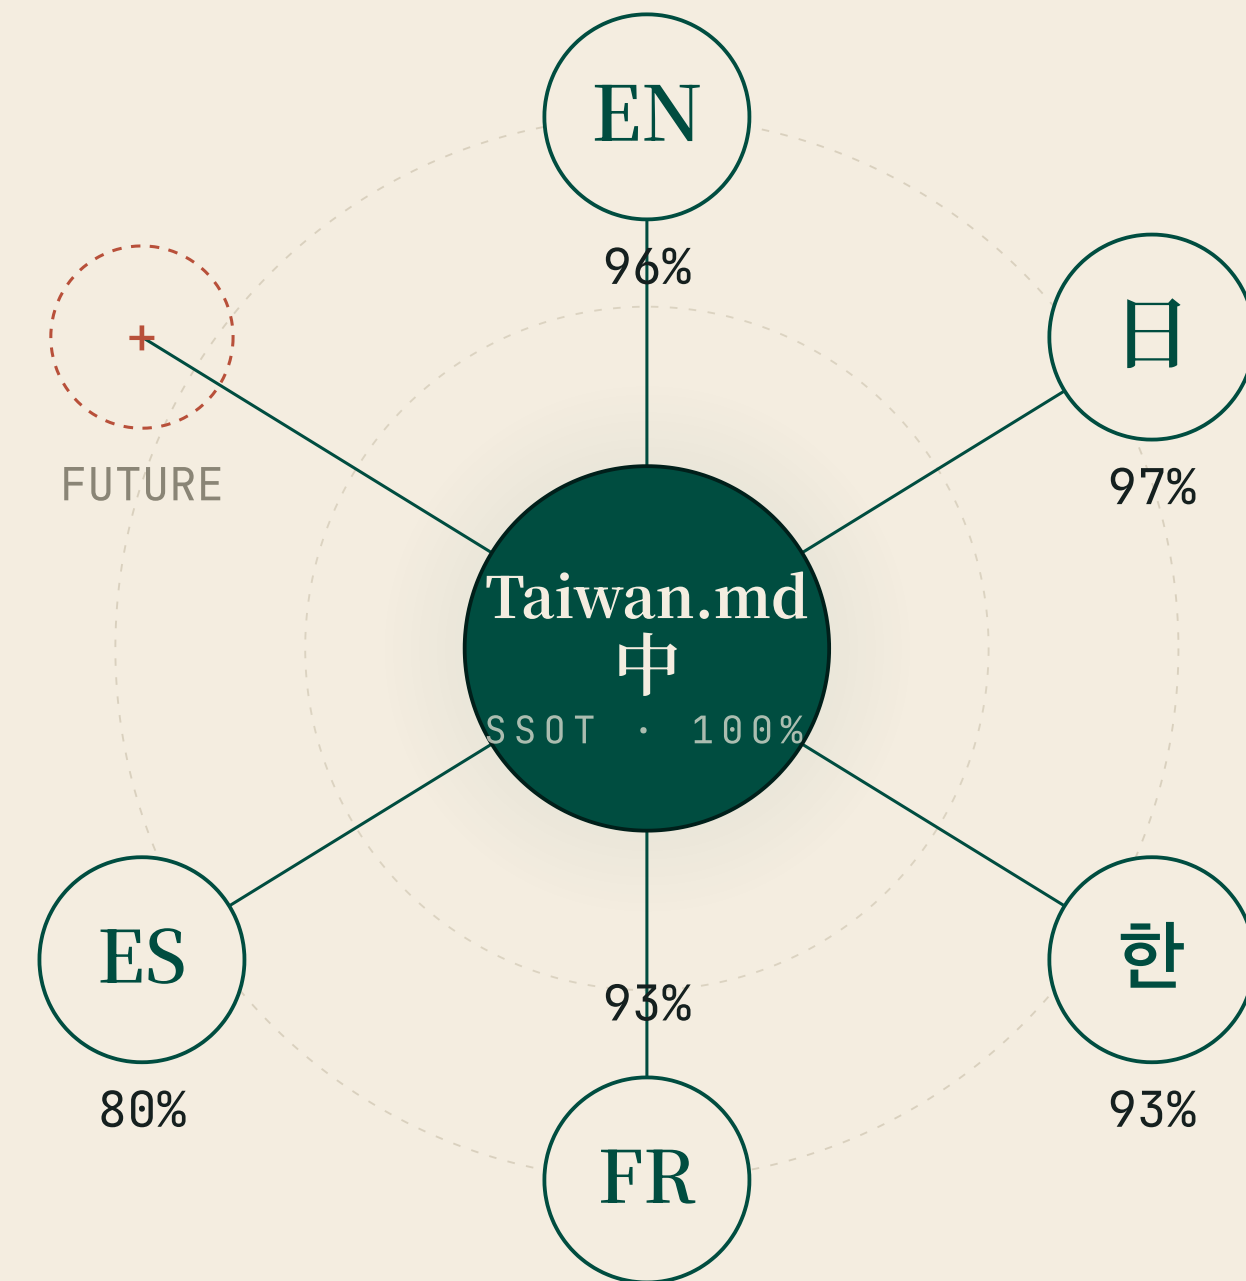 EN
96%
日
97%
+
FUTURE
Taiwan.md
中
SSOT · 100%
ES
80%
한
93%
93%
FR